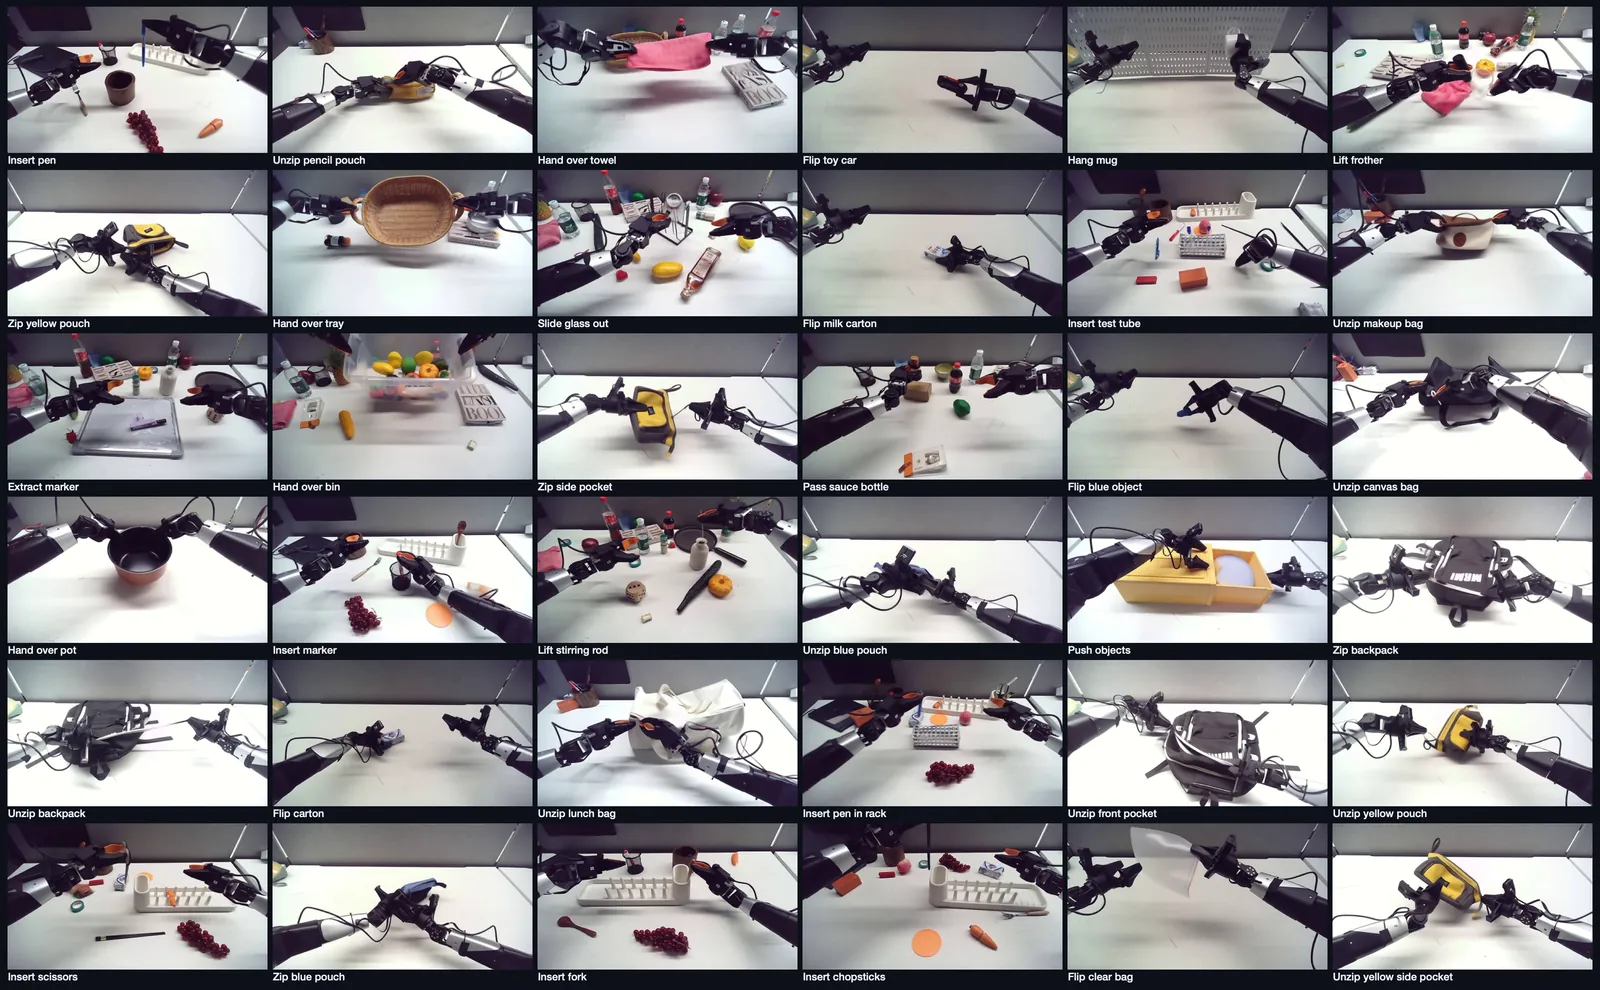 Insert pen
Unzip pencil pouch
Hand over towel
Flip toy car
Hang mug
Lift frother
Zip yellow pouch
Hand over tray
Slide glass out
Flip milk carton
Insert test tube
Unzip makeup bag
Extract marker
Hand over bin
Zip side pocket
Pass sauce bottle
Flip blue object
Unzip canvas bag
Hand over pot
Insert marker
Lift stirring rod
Unzip blue pouch
Push objects
Zip backpack
Unzip backpack
Flip carton
Unzip lunch bag
Insert pen in rack
Unzip front pocket
Unzip yellow pouch
Insert scissors
Zip blue pouch
Insert fork
Insert chopsticks
Flip clear bag
Unzip yellow side pocket